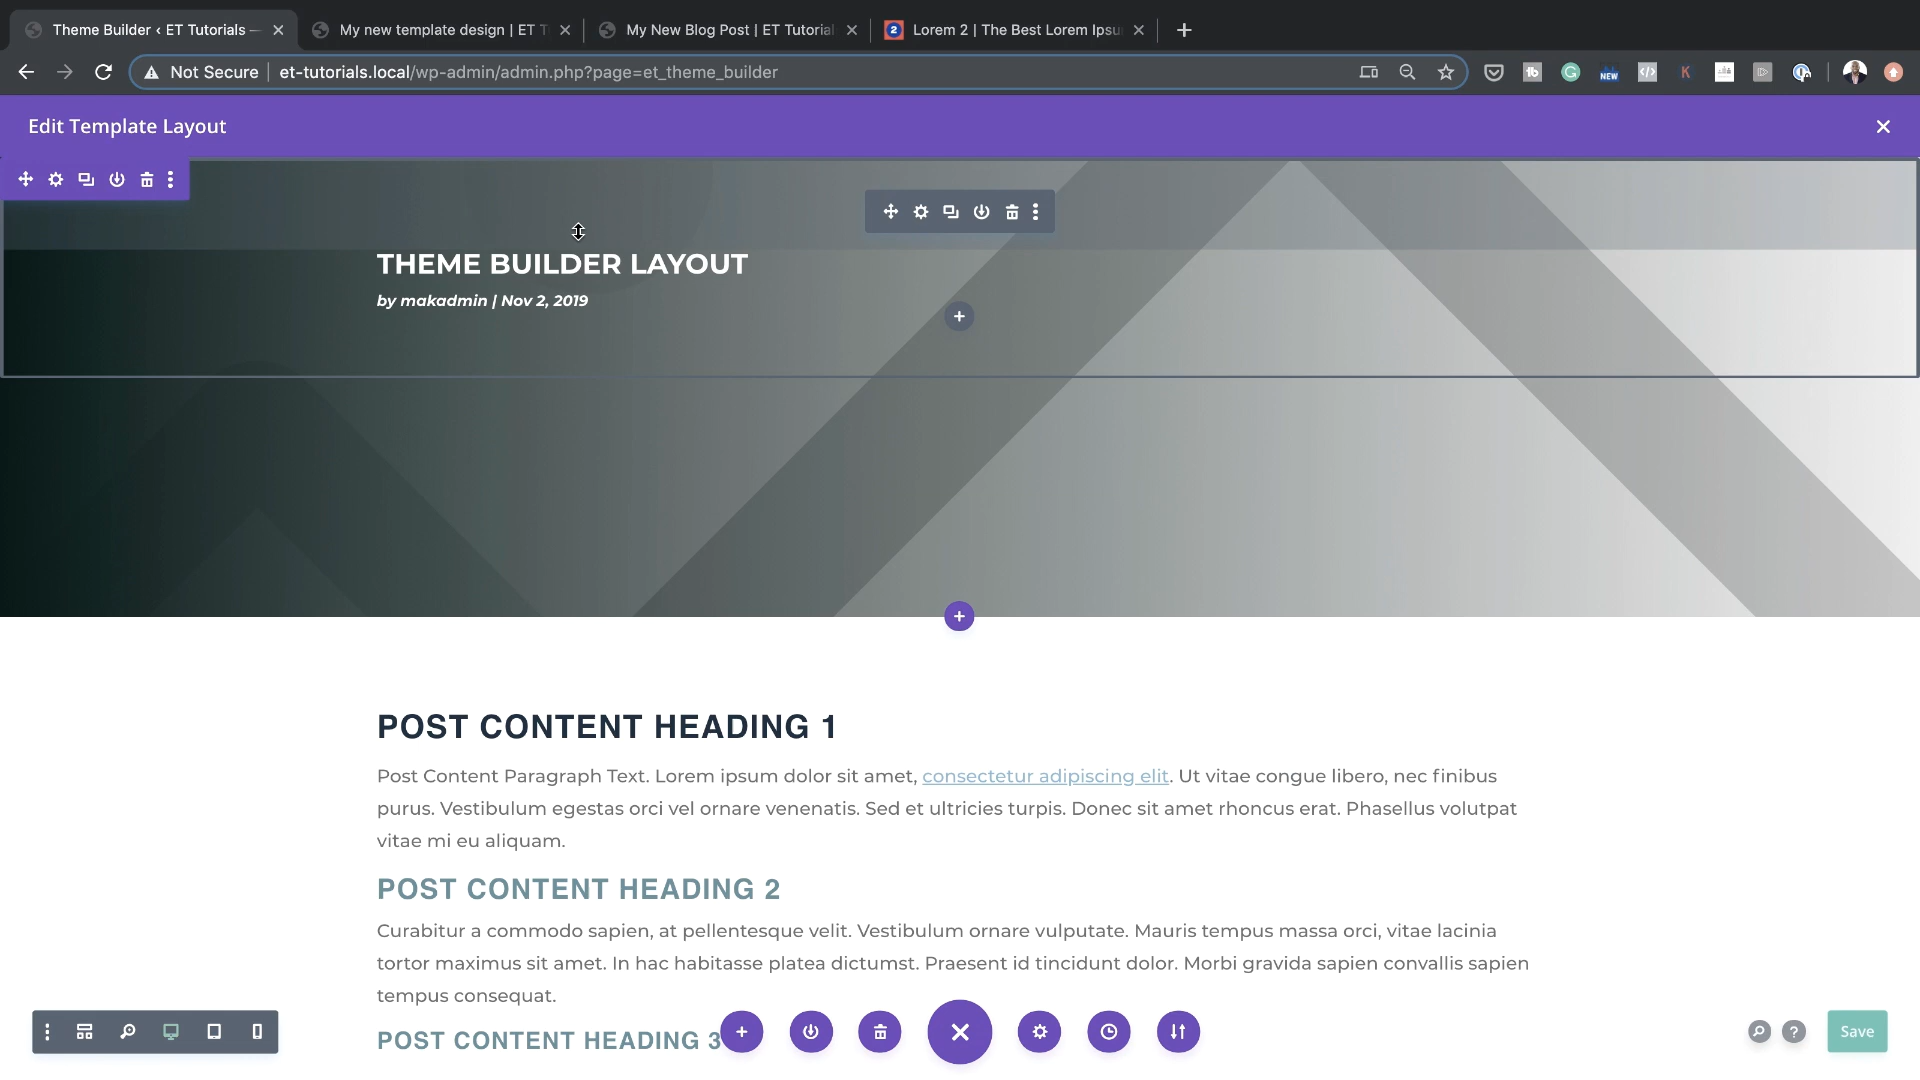 Theme Builder ‹ ET Tutorials —
My new template design | ET T
My New Blog Post | ET Tutorial
2 Lorem 2 | The Best Lorem Ipsu
Not Secure | et-tutorials.local/wp-admin/admin.php?page=et_theme_builder
NEW
K
Edit Template Layout
THEME BUILDER LAYOUT
by makadmin | Nov 2, 2019
POST CONTENT HEADING 1
Post Content Paragraph Text. Lorem ipsum dolor sit amet, consectetur adipiscing elit. Ut vitae congue libero, nec finibus
purus. Vestibulum egestas orci vel ornare venenatis. Sed et ultricies turpis. Donec sit amet rhoncus erat. Phasellus volutpat
vitae mi eu aliquam.
POST CONTENT HEADING 2
Curabitur a commodo sapien, at pellentesque velit. Vestibulum ornare vulputate. Mauris tempus massa orci, vitae lacinia
tortor maximus sit amet. In hac habitasse platea dictumst. Praesent id tincidunt dolor. Morbi gravida sapien convallis sapien
tempus consequat.
POST CONTENT HEADING 3
Save